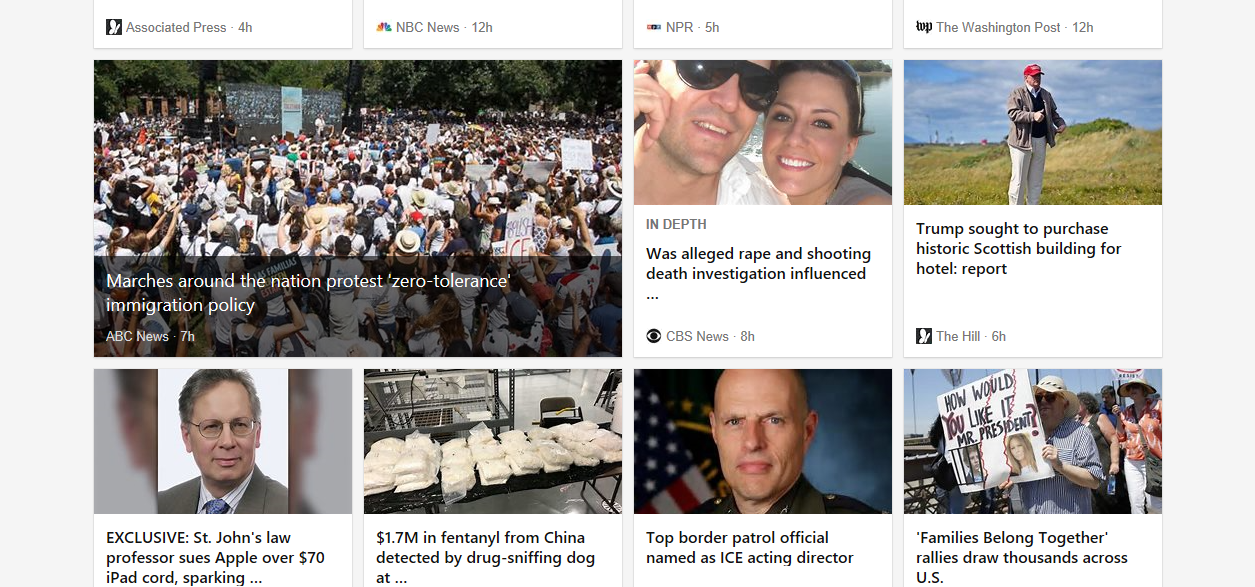 Associated Press · 4h
NBC News · 12h
NPR · 5h
wp The Washington Post · 12h
Marches around the nation protest 'zero-tolerance'
immigration policy
ABC News · 7h
IN DEPTH
Was alleged rape and shooting
death investigation influenced
...
CBS News · 8h
Trump sought to purchase
historic Scottish building for
hotel: report
The Hill · 6h
ICE
EXCLUSIVE: St. John's law
professor sues Apple over $70
iPad cord, sparking ...
$1.7M in fentanyl from China
detected by drug-sniffing dog
at ...
Top border patrol official
named as ICE acting director
HOW WOULD
YOU LIKE IT
MR. PRESIDENT?
'Families Belong Together'
rallies draw thousands across
U.S.